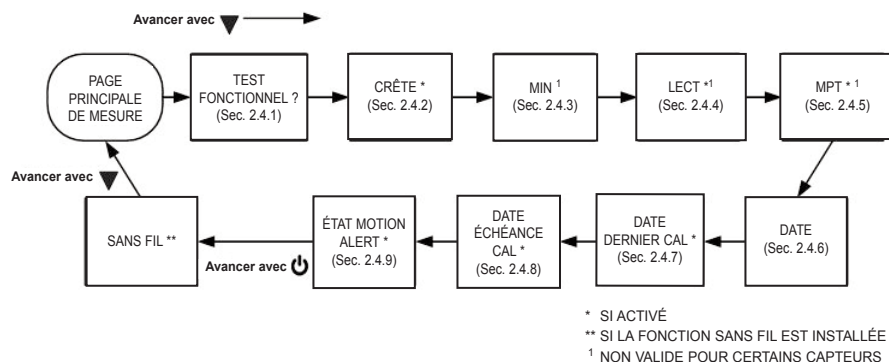 Avancer avec
PAGE
PRINCIPALE
DE MESURE
TEST
FONCTIONNEL ?
(Sec. 2.4.1)
CRÊTE *
(Sec. 2.4.2)
MIN ¹
(Sec. 2.4.3)
LECT *¹
(Sec. 2.4.4)
MPT * ¹
(Sec. 2.4.5)
Avancer avec
SANS FIL **
Avancer avec
ÉTAT MOTION
ALERT *
(Sec. 2.4.9)
DATE
ÉCHÉANCE
CAL *
(Sec. 2.4.8)
DATE
DERNIER CAL *
(Sec. 2.4.7)
DATE
(Sec. 2.4.6)
* SI ACTIVÉ
** SI LA FONCTION SANS FIL EST INSTALLÉE
¹ NON VALIDE POUR CERTAINS CAPTEURS